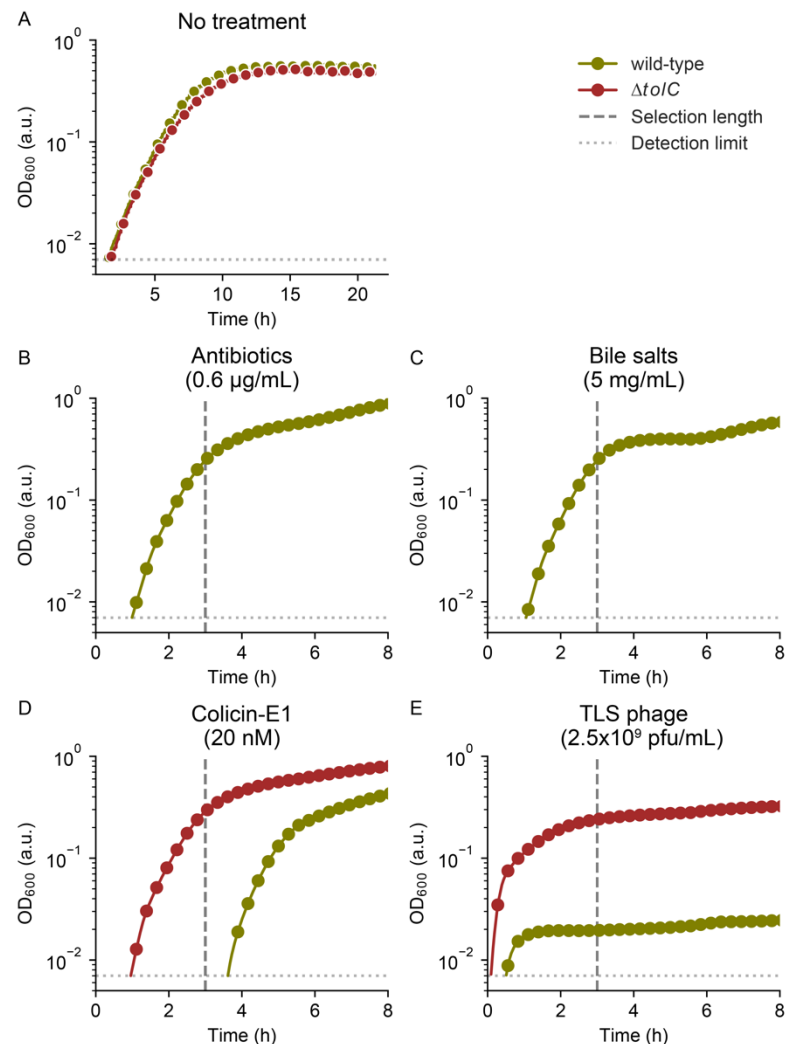 A
No treatment
10⁰
10⁻¹
10⁻²
OD₆₀₀ (a.u.)
5 10 15 20
Time (h)
wild-type
ΔtolC
Selection length
Detection limit
B
Antibiotics
(0.6 µg/mL)
10⁰
10⁻¹
10⁻²
OD₆₀₀ (a.u.)
0 2 4 6 8
Time (h)
C
Bile salts
(5 mg/mL)
10⁰
10⁻¹
10⁻²
OD₆₀₀ (a.u.)
0 2 4 6 8
Time (h)
D
Colicin-E1
(20 nM)
10⁰
10⁻¹
10⁻²
OD₆₀₀ (a.u.)
0 2 4 6 8
Time (h)
E
TLS phage
(2.5x10⁹ pfu/mL)
10⁰
10⁻¹
10⁻²
OD₆₀₀ (a.u.)
0 2 4 6 8
Time (h)